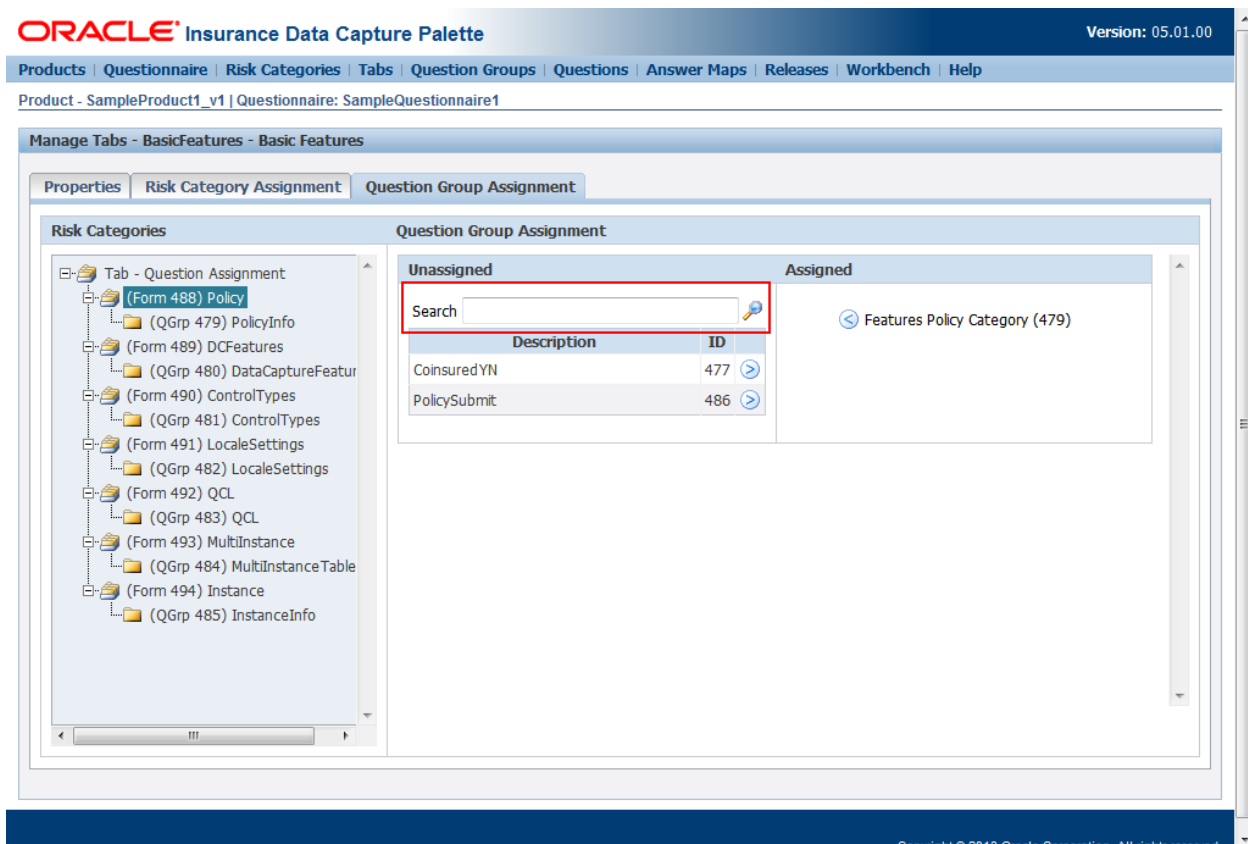 ORACLE® Insurance Data Capture Palette
Version: 05.01.00
Products | Questionnaire | Risk Categories | Tabs | Question Groups | Questions | Answer Maps | Releases | Workbench | Help
Product - SampleProduct1_v1 | Questionnaire: SampleQuestionnaire1
Manage Tabs - BasicFeatures - Basic Features
Properties
Risk Category Assignment
Question Group Assignment
Risk Categories
Question Group Assignment
Tab - Question Assignment
(Form 488) Policy
(QGrp 479) PolicyInfo
(Form 489) DCFeatures
(QGrp 480) DataCaptureFeatur
(Form 490) ControlTypes
(QGrp 481) ControlTypes
(Form 491) LocaleSettings
(QGrp 482) LocaleSettings
(Form 492) QCL
(QGrp 483) QCL
(Form 493) MultiInstance
(QGrp 484) MultiInstanceTable
(Form 494) Instance
(QGrp 485) InstanceInfo
Unassigned
Search
Description ID
CoinsuredYN 477
PolicySubmit 486
Assigned
Features Policy Category (479)